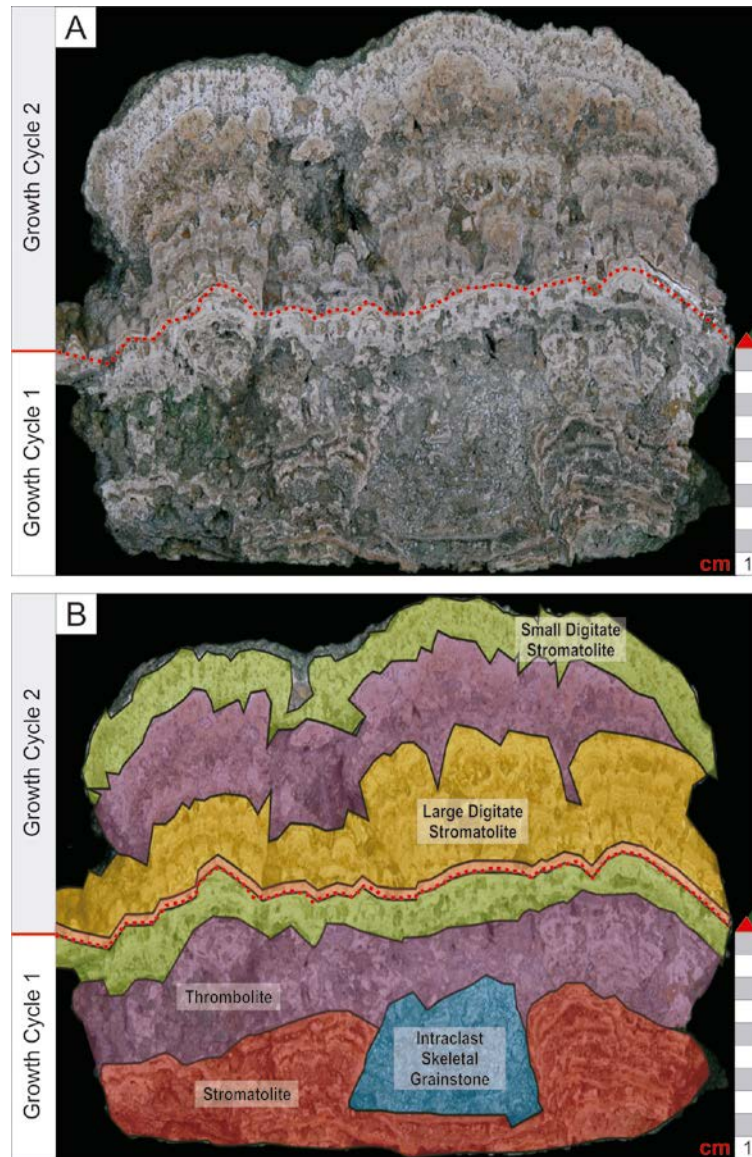 A
Growth Cycle 2
Growth Cycle 1
cm
1
B
Small Digitate
Stromatolite
Large Digitate
Stromatolite
Growth Cycle 2
Thrombolite
Intraclast
Skeletal
Grainstone
Stromatolite
Growth Cycle 1
cm
1